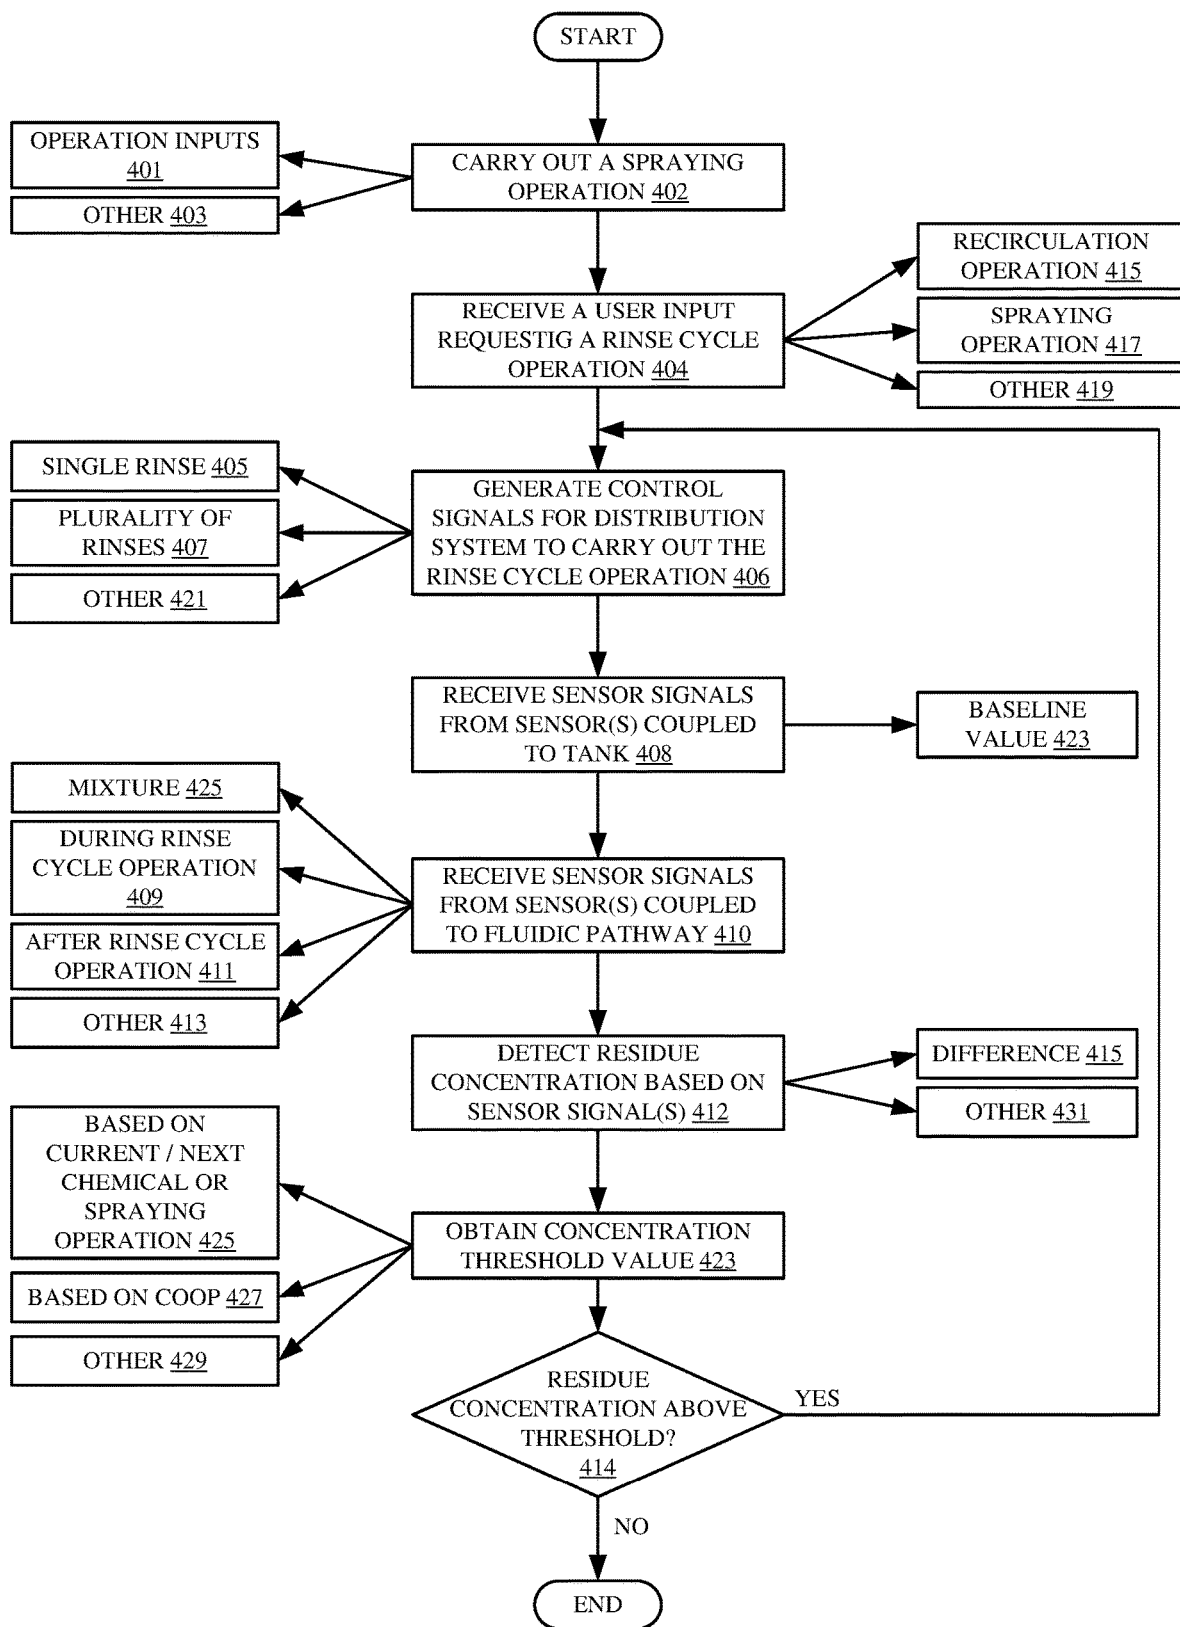 START
OPERATION INPUTS
401
OTHER 403
CARRY OUT A SPRAYING
OPERATION 402
RECEIVE A USER INPUT
REQUESTIG A RINSE CYCLE
OPERATION 404
RECIRCULATION
OPERATION 415
SPRAYING
OPERATION 417
OTHER 419
SINGLE RINSE 405
PLURALITY OF
RINSES 407
OTHER 421
GENERATE CONTROL
SIGNALS FOR DISTRIBUTION
SYSTEM TO CARRY OUT THE
RINSE CYCLE OPERATION 406
RECEIVE SENSOR SIGNALS
FROM SENSOR(S) COUPLED
TO TANK 408
BASELINE
VALUE 423
MIXTURE 425
DURING RINSE
CYCLE OPERATION
409
AFTER RINSE CYCLE
OPERATION 411
OTHER 413
RECEIVE SENSOR SIGNALS
FROM SENSOR(S) COUPLED
TO FLUIDIC PATHWAY 410
DETECT RESIDUE
CONCENTRATION BASED ON
SENSOR SIGNAL(S) 412
DIFFERENCE 415
OTHER 431
BASED ON
CURRENT / NEXT
CHEMICAL OR
SPRAYING
OPERATION 425
BASED ON COOP 427
OTHER 429
OBTAIN CONCENTRATION
THRESHOLD VALUE 423
RESIDUE
CONCENTRATION ABOVE
THRESHOLD?
414
YES
NO
END